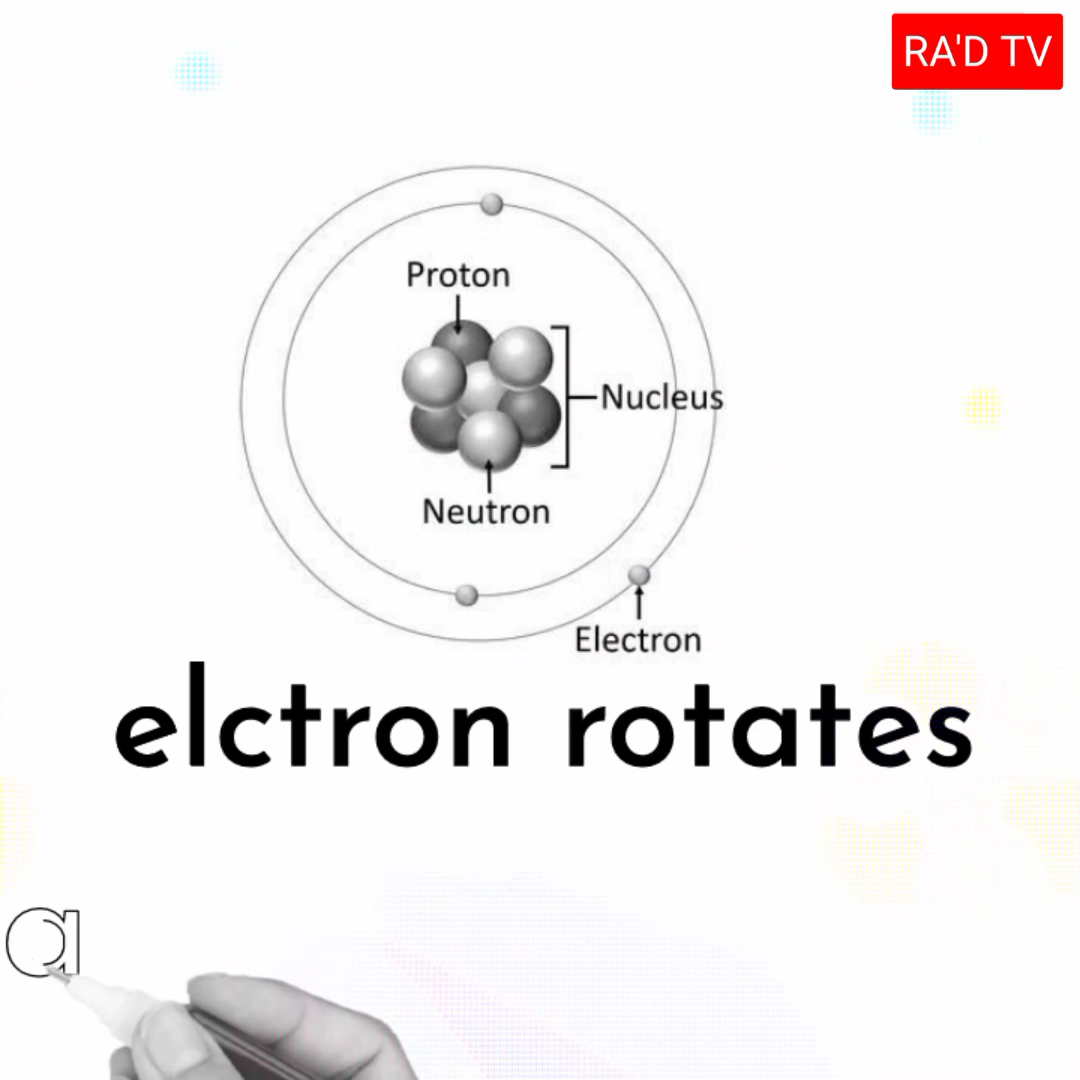 RA'D TV
Proton
Nucleus
Neutron
Electron
elctron rotates
a